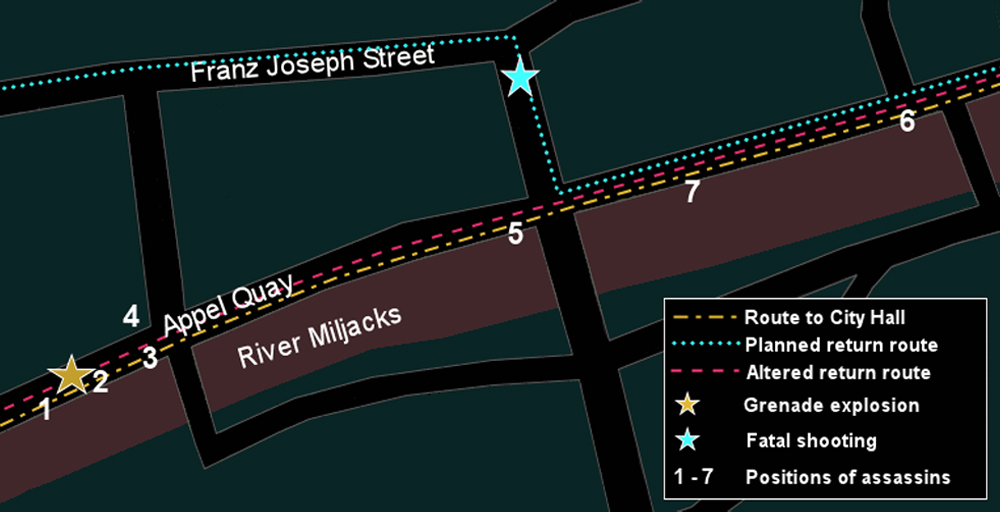 Franz Joseph Street
6
7
5
4
Appel Quay
3
River Miljacks
2
1
Route to City Hall
Planned return route
Altered return route
Grenade explosion
Fatal shooting
1 - 7 Positions of assassins